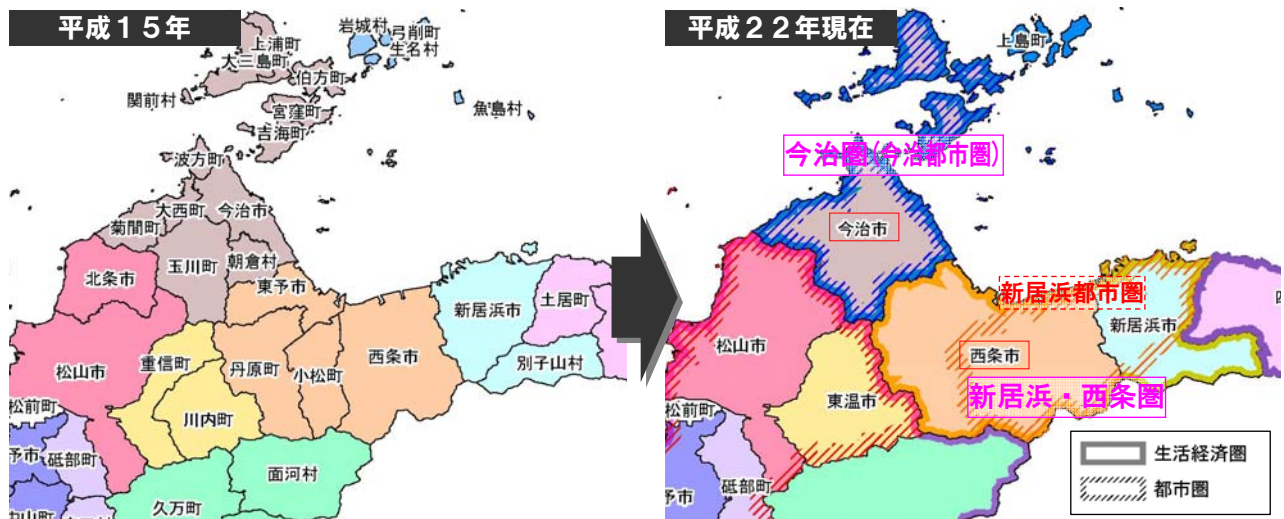 平成15年
岩城村
弓削町
生名村
上浦町
大三島町
伯方町
関前村
宮窪町
魚島村
吉海町
波方町
大西町
今治市
菊間町
朝倉村
玉川町
北条市
東予市
新居浜市
土居町
重信町
丹原町
小松町
西条市
別子山村
松山市
川内町
松前町
予市
砥部町
面河村
久万町
平成22年現在
上島町
今治圏(今治都市圏)
今治市
新居浜都市圏
新居浜市
四
松山市
西条市
東温市
新居浜・西条圏
松前町
予市
砥部町
生活経済圏
都市圏